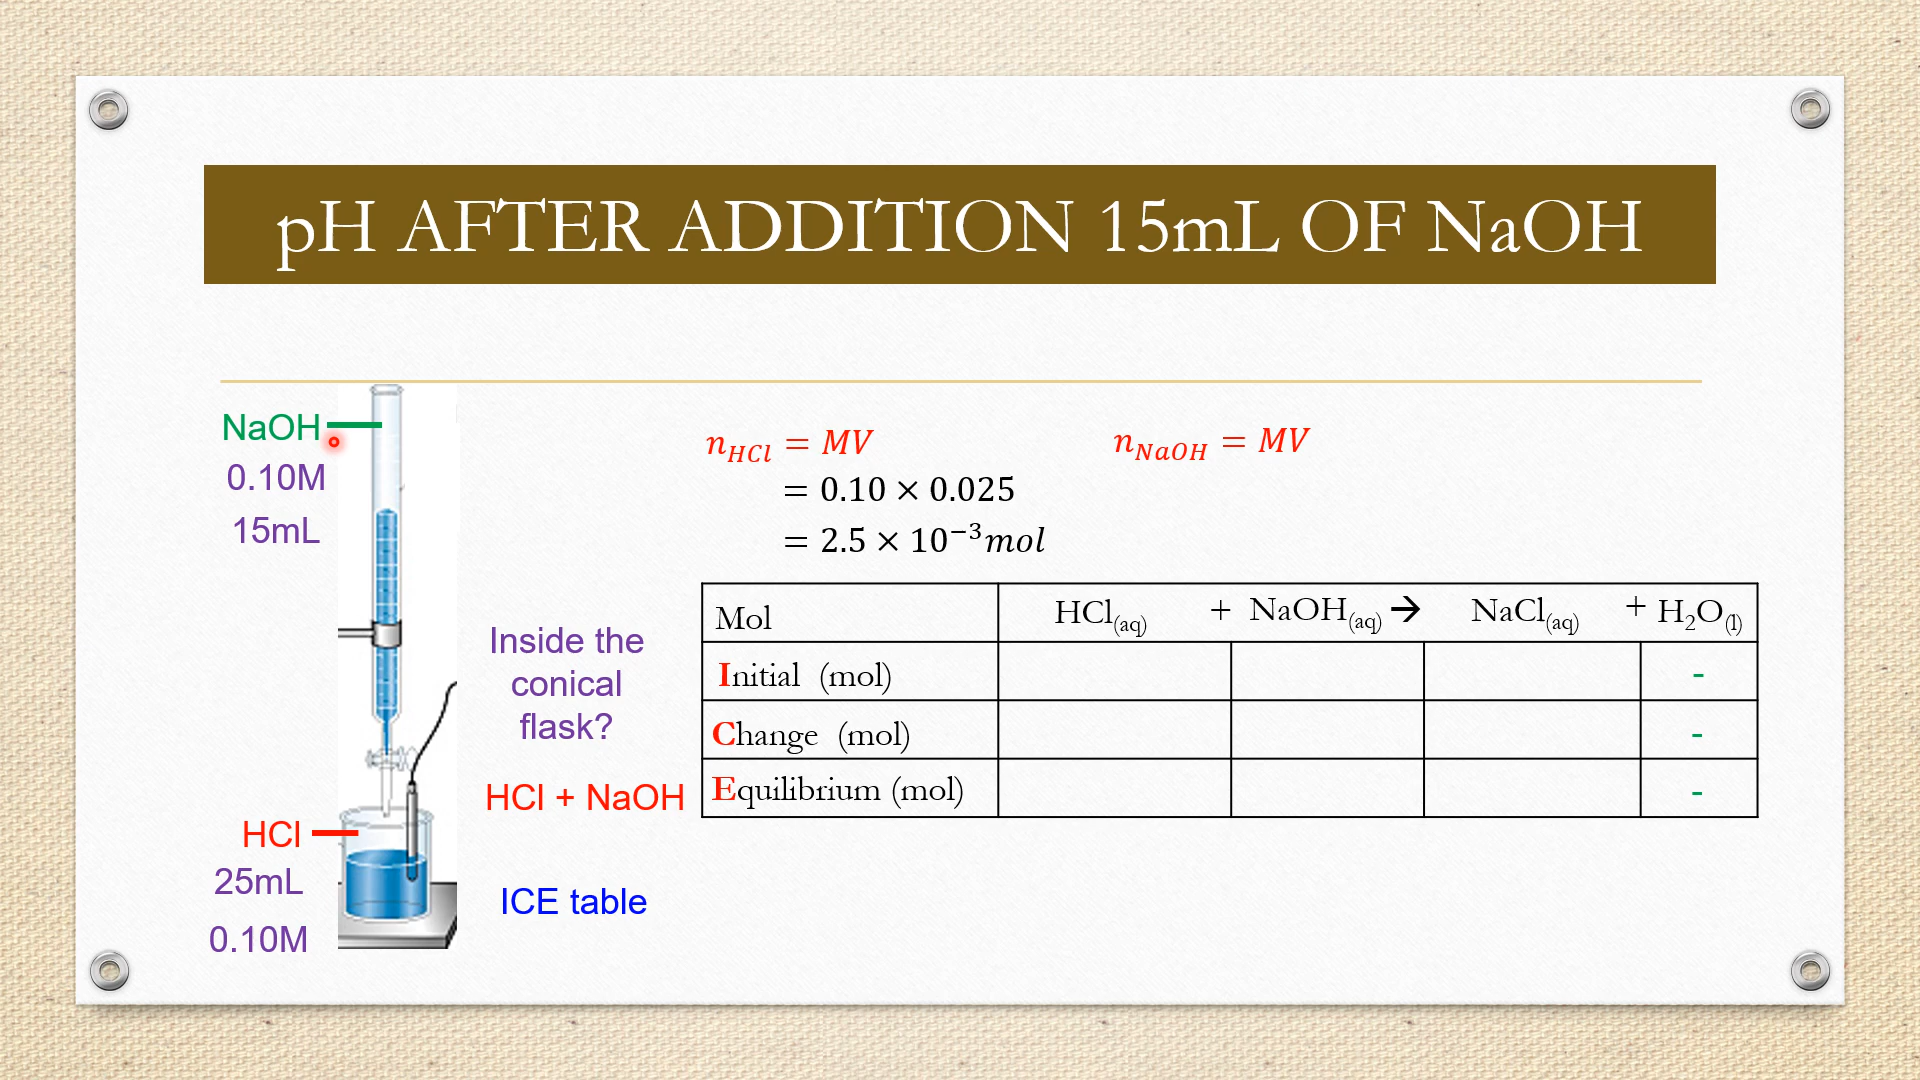 pH AFTER ADDITION 15mL OF NaOH
NaOH
0.10M
15mL
HCl
25mL
0.10M
Inside the
conical
flask?
HCl + NaOH
ICE table
n_HCl = MV
= 0.10 × 0.025
= 2.5 × 10⁻³mol
n_NaOH = MV
Mol HCl(aq) + NaOH(aq) → NaCl(aq) + H₂O(l)
Initial (mol) -
Change (mol) -
Equilibrium (mol) -